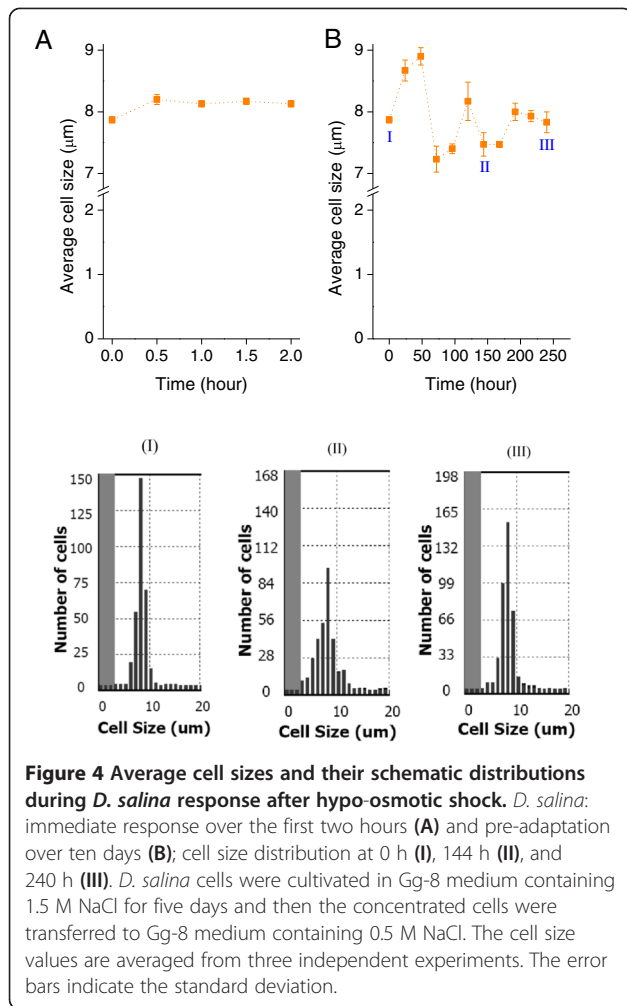 A
B
9
8
7
2
1
0
Average cell size (μm)
0.0 0.5 1.0 1.5 2.0
Time (hour)
9
8
7
2
1
0
Average cell size (μm)
I
II
III
0 50 100 150 200 250
Time (hour)
(I)
150
125
100
75
50
25
0
Number of cells
0 10 20
Cell Size (um)
(II)
168
140
112
84
56
28
0
Number of cells
0 10 20
Cell Size (um)
(III)
198
165
132
99
66
33
0
Number of cells
0 10 20
Cell Size (um)
Figure 4 Average cell sizes and their schematic distributions
during D. salina response after hypo-osmotic shock. D. salina:
immediate response over the first two hours (A) and pre-adaptation
over ten days (B); cell size distribution at 0 h (I), 144 h (II), and
240 h (III). D. salina cells were cultivated in Gg-8 medium containing
1.5 M NaCl for five days and then the concentrated cells were
transferred to Gg-8 medium containing 0.5 M NaCl. The cell size
values are averaged from three independent experiments. The error
bars indicate the standard deviation.